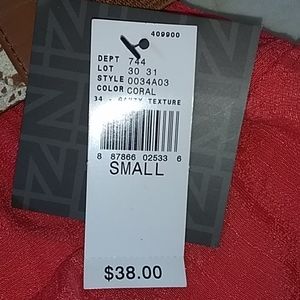 409900
DEPT 744
LOT 30 31
STYLE 0034A03
COLOR CORAL
34 - GAUZY TEXTURE
8 87866 02533 6
SMALL
$38.00